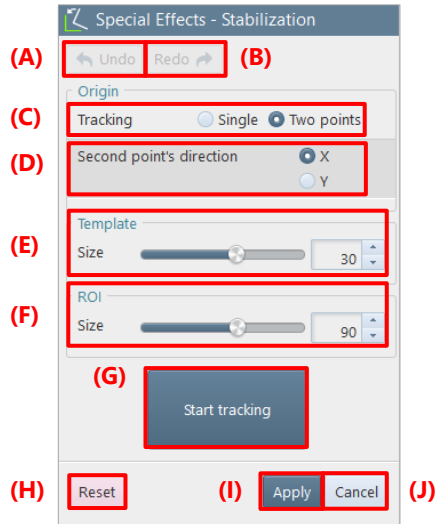 Special Effects - Stabilization
(A) Undo Redo (B)
Origin
(C) Tracking Single Two points
(D) Second point's direction X
Y
Template
(E) Size 30
ROI
(F) Size 90
(G)
Start tracking
(H) Reset (I) Apply Cancel (J)